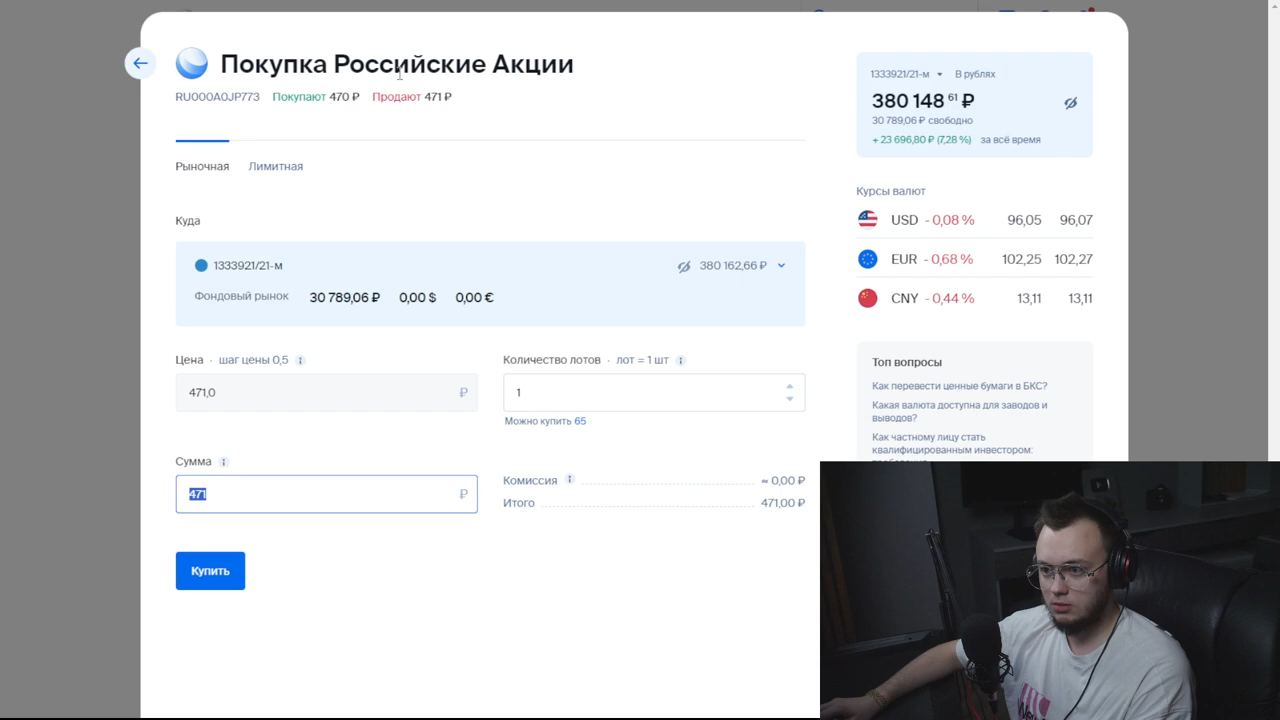 Покупка Российские Акции
RU000A0JP773 Покупают 470 ₽ Продают 471 ₽
Рыночная Лимитная
Куда
1333921/21-м 380 162,66 ₽
Фондовый рынок 30 789,06 ₽ 0,00 $ 0,00 €
Цена · шаг цены 0,5 i
471,0 ₽
Количество лотов · лот = 1 шт i
1
Можно купить 65
Сумма i
471 ₽
Комиссия i ≈ 0,00 ₽
Итого 471,00 ₽
Купить
1333921/21-м В рублях
380 148 61 ₽
30 789,06 ₽ свободно
+ 23 696,80 ₽ (7,28 %) за всё время
Курсы валют
USD - 0,08 % 96,05 96,07
EUR - 0,68 % 102,25 102,27
CNY - 0,44 % 13,11 13,11
Топ вопросы
Как перевести ценные бумаги в БКС?
Какая валюта доступна для заводов и
выводов?
Как частному лицу стать
квалифицированным инвестором: